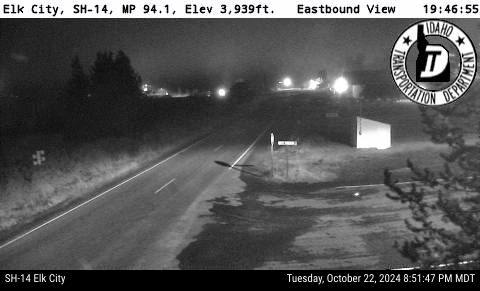 Elk City, SH-14, MP 94.1, Elev 3,939ft. Eastbound View 19:46:55
IDAHO
TRANSPORTATION DEPARTMENT
SH-14 Elk City Tuesday, October 22, 2024 8:51:47 PM MDT